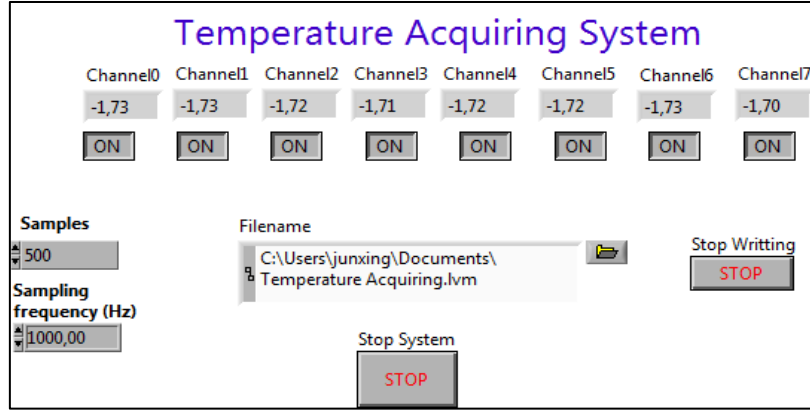 Temperature Acquiring System
Channel0 Channel1 Channel2 Channel3 Channel4 Channel5 Channel6 Channel7
-1,73 -1,73 -1,72 -1,71 -1,72 -1,72 -1,73 -1,70
ON ON ON ON ON ON ON ON
Samples
500
Sampling
frequency (Hz)
1000,00
Filename
C:\Users\junxing\Documents\
Temperature Acquiring.lvm
Stop Writting
STOP
Stop System
STOP